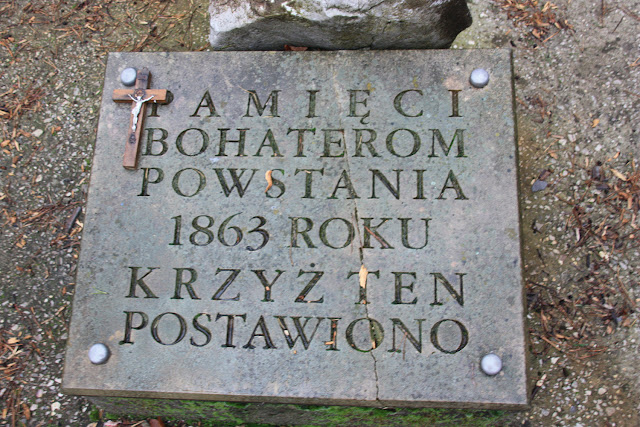 PAMIĘCI
BOHATEROM
POWSTANIA
1863 ROKU
KRZYŻ TEN
POSTAWIONO